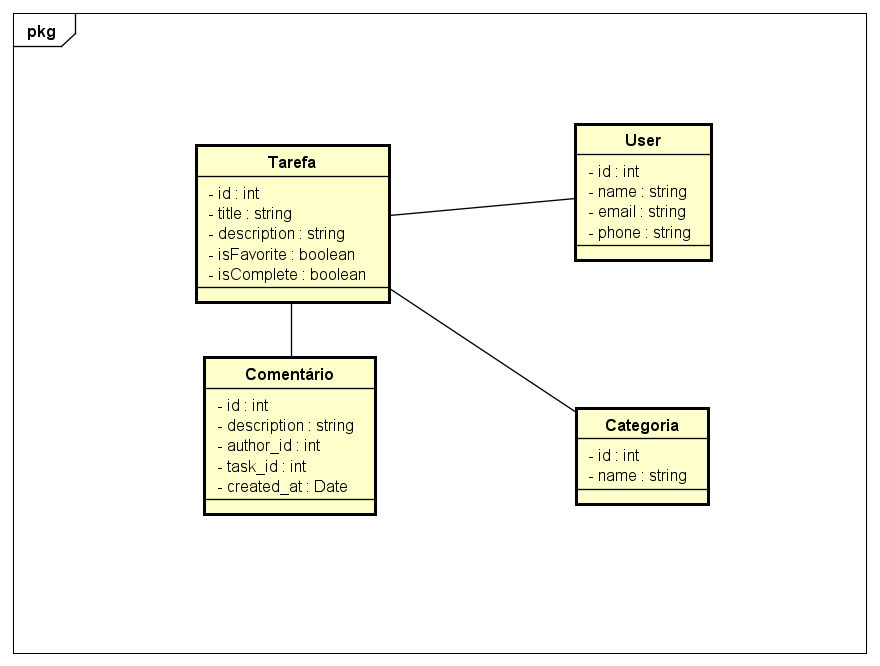 pkg
Tarefa
- id : int
- title : string
- description : string
- isFavorite : boolean
- isComplete : boolean
User
- id : int
- name : string
- email : string
- phone : string
Comentário
- id : int
- description : string
- author_id : int
- task_id : int
- created_at : Date
Categoria
- id : int
- name : string